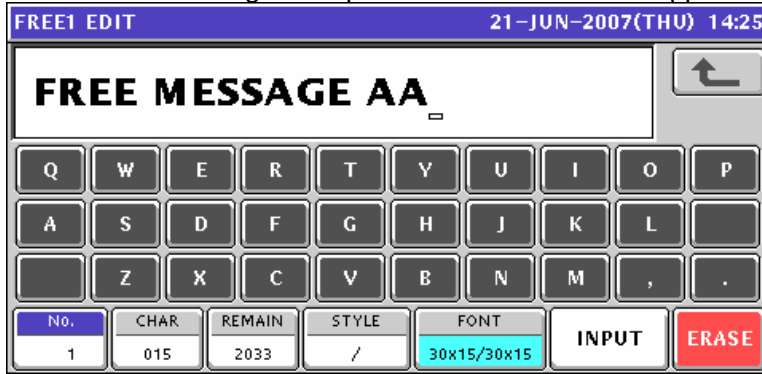 FREE1 EDIT 21-JUN-2007(THU) 14:25
FREE MESSAGE AA_
Q W E R T Y U I O P
A S D F G H J K L
Z X C V B N M , .
No. CHAR REMAIN STYLE FONT INPUT ERASE
1 015 2033 / 30x15/30x15